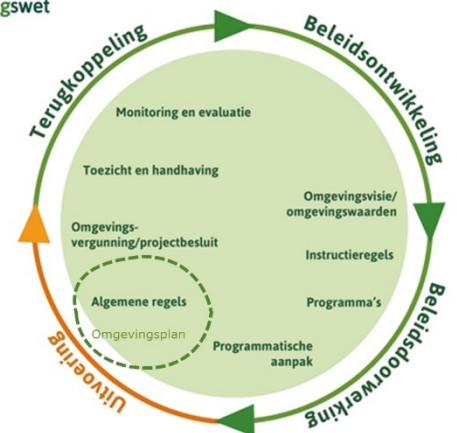 gswet
Terugkoppeling
Beleidsontwikkeling
Monitoring en evaluatie
Toezicht en handhaving
Omgevingsvisie/
omgevingswaarden
Omgevings-
vergunning/projectbesluit
Instructieregels
Algemene regels
Programma's
Omgevingsplan
Programmatische
aanpak
Uitvoering
Beleidsdoorwerking